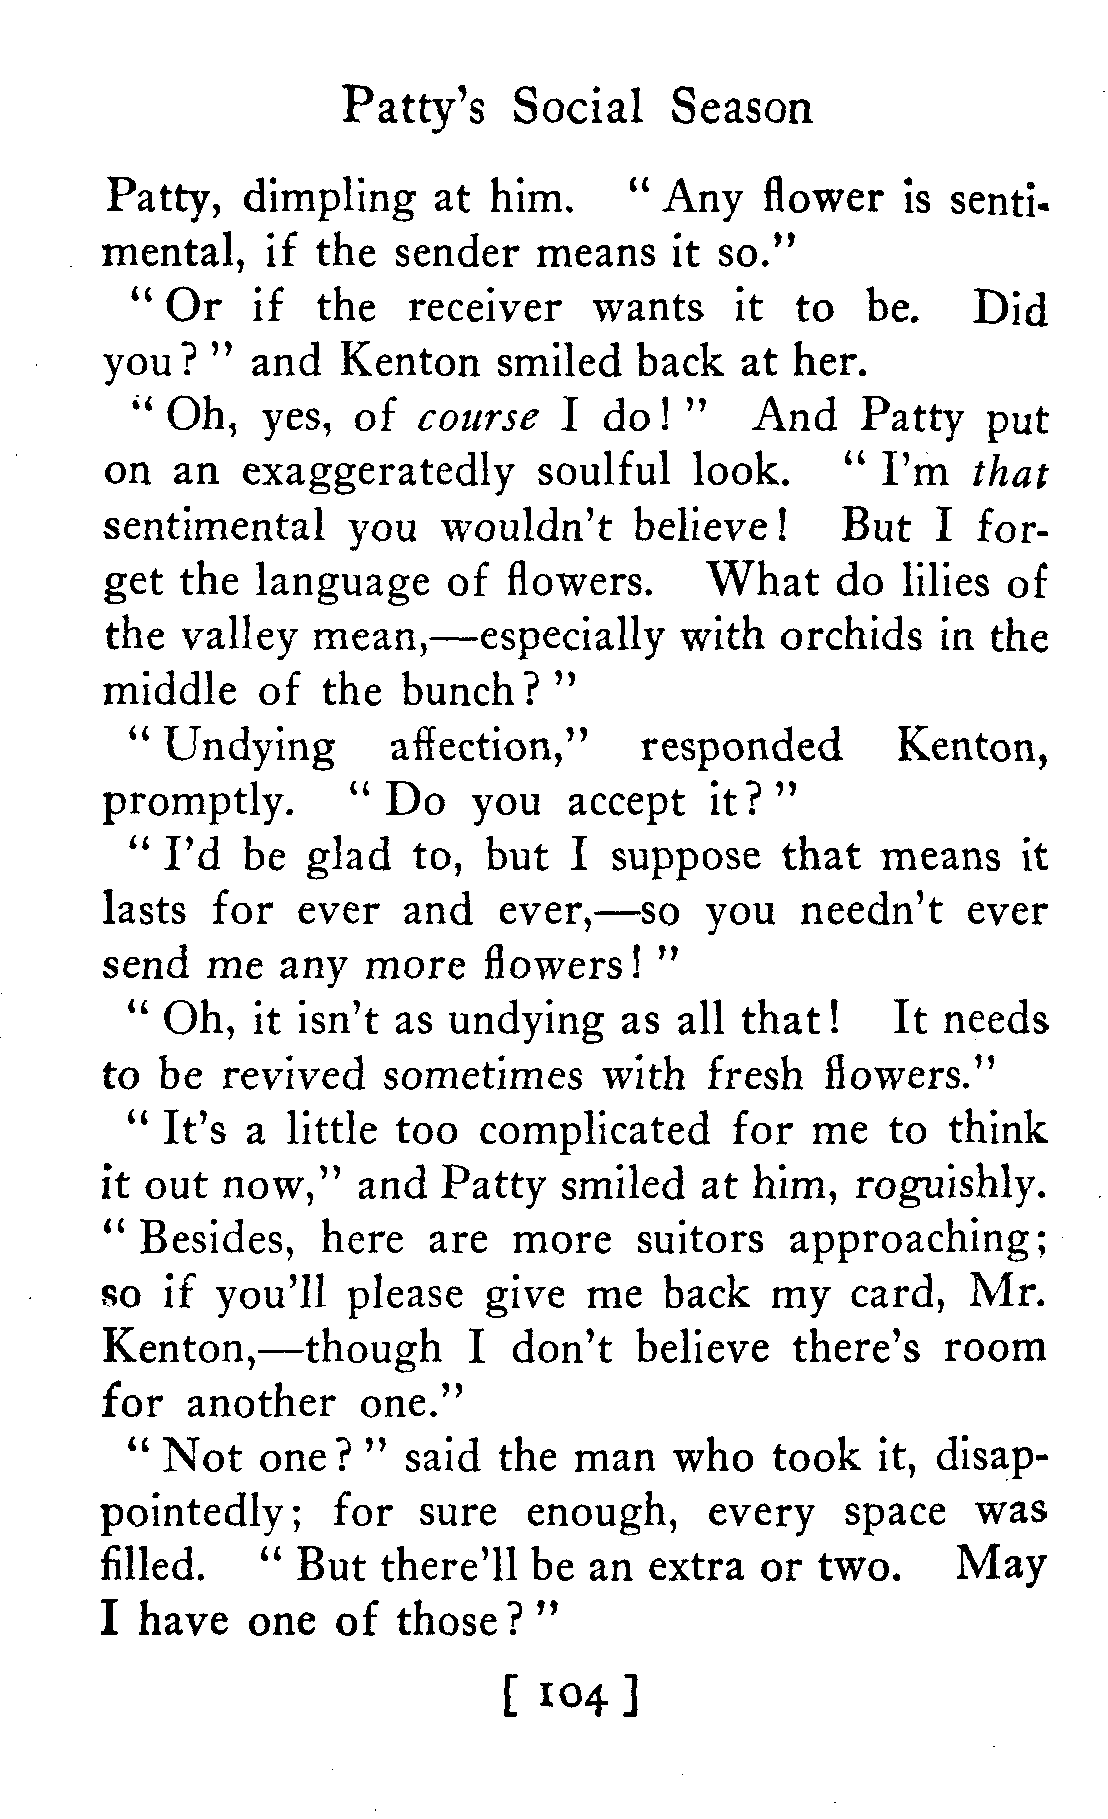 Patty's Social Season
Patty, dimpling at him. “ Any flower is senti-
mental, if the sender means it so.”
“ Or if the receiver wants it to be. Did
you? ” and Kenton smiled back at her.
“ Oh, yes, of course I do! ” And Patty put
on an exaggeratedly soulful look. “ I'm that
sentimental you wouldn't believe! But I for-
get the language of flowers. What do lilies of
the valley mean,—especially with orchids in the
middle of the bunch? ”
“ Undying affection,” responded Kenton,
promptly. “ Do you accept it? ”
“ I'd be glad to, but I suppose that means it
lasts for ever and ever,—so you needn't ever
send me any more flowers! ”
“ Oh, it isn't as undying as all that! It needs
to be revived sometimes with fresh flowers.”
“ It's a little too complicated for me to think
it out now,” and Patty smiled at him, roguishly.
“ Besides, here are more suitors approaching;
so if you'll please give me back my card, Mr.
Kenton,—though I don't believe there's room
for another one.”
“ Not one? ” said the man who took it, disap-
pointedly; for sure enough, every space was
filled. “ But there'll be an extra or two. May
I have one of those? ”
[ 104 ]